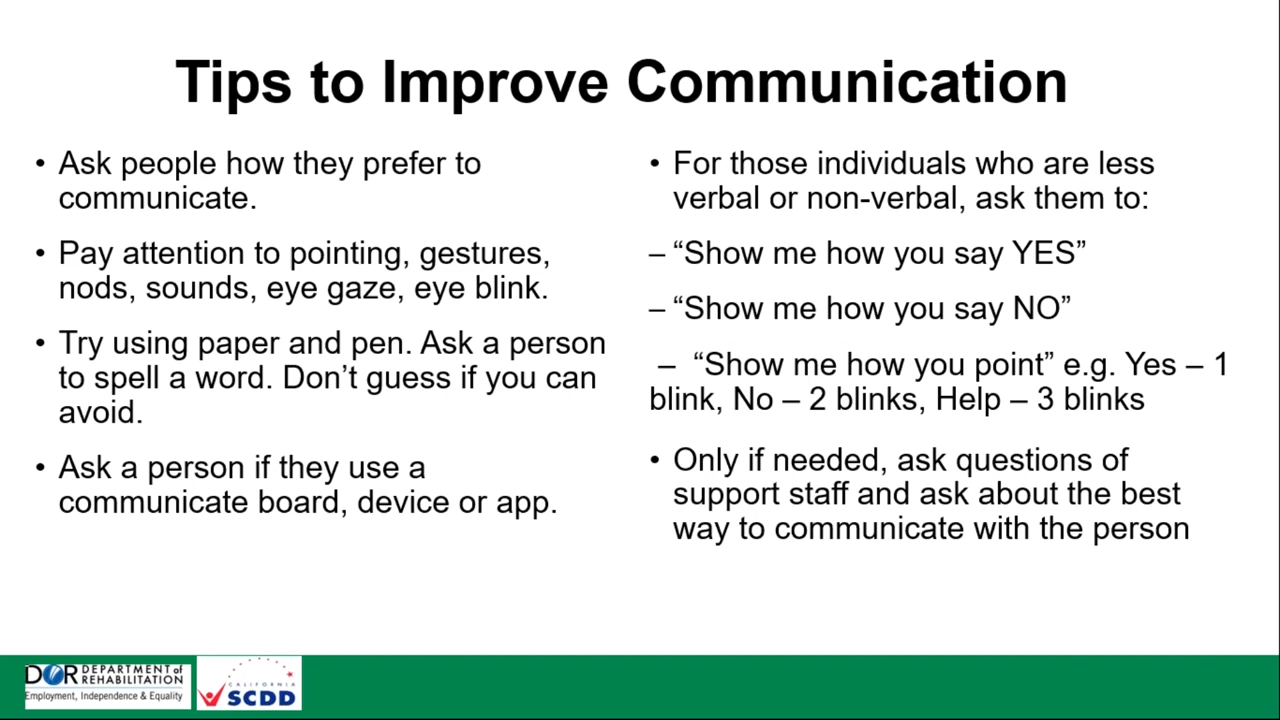 Tips to Improve Communication
• Ask people how they prefer to
communicate.
• Pay attention to pointing, gestures,
nods, sounds, eye gaze, eye blink.
• Try using paper and pen. Ask a person
to spell a word. Don’t guess if you can
avoid.
• Ask a person if they use a
communicate board, device or app.
• For those individuals who are less
verbal or non-verbal, ask them to:
– “Show me how you say YES”
– “Show me how you say NO”
– “Show me how you point” e.g. Yes – 1
blink, No – 2 blinks, Help – 3 blinks
• Only if needed, ask questions of
support staff and ask about the best
way to communicate with the person
DOR DEPARTMENT of
REHABILITATION
Employment, Independence & Equality
CALIFORNIA
SCDD